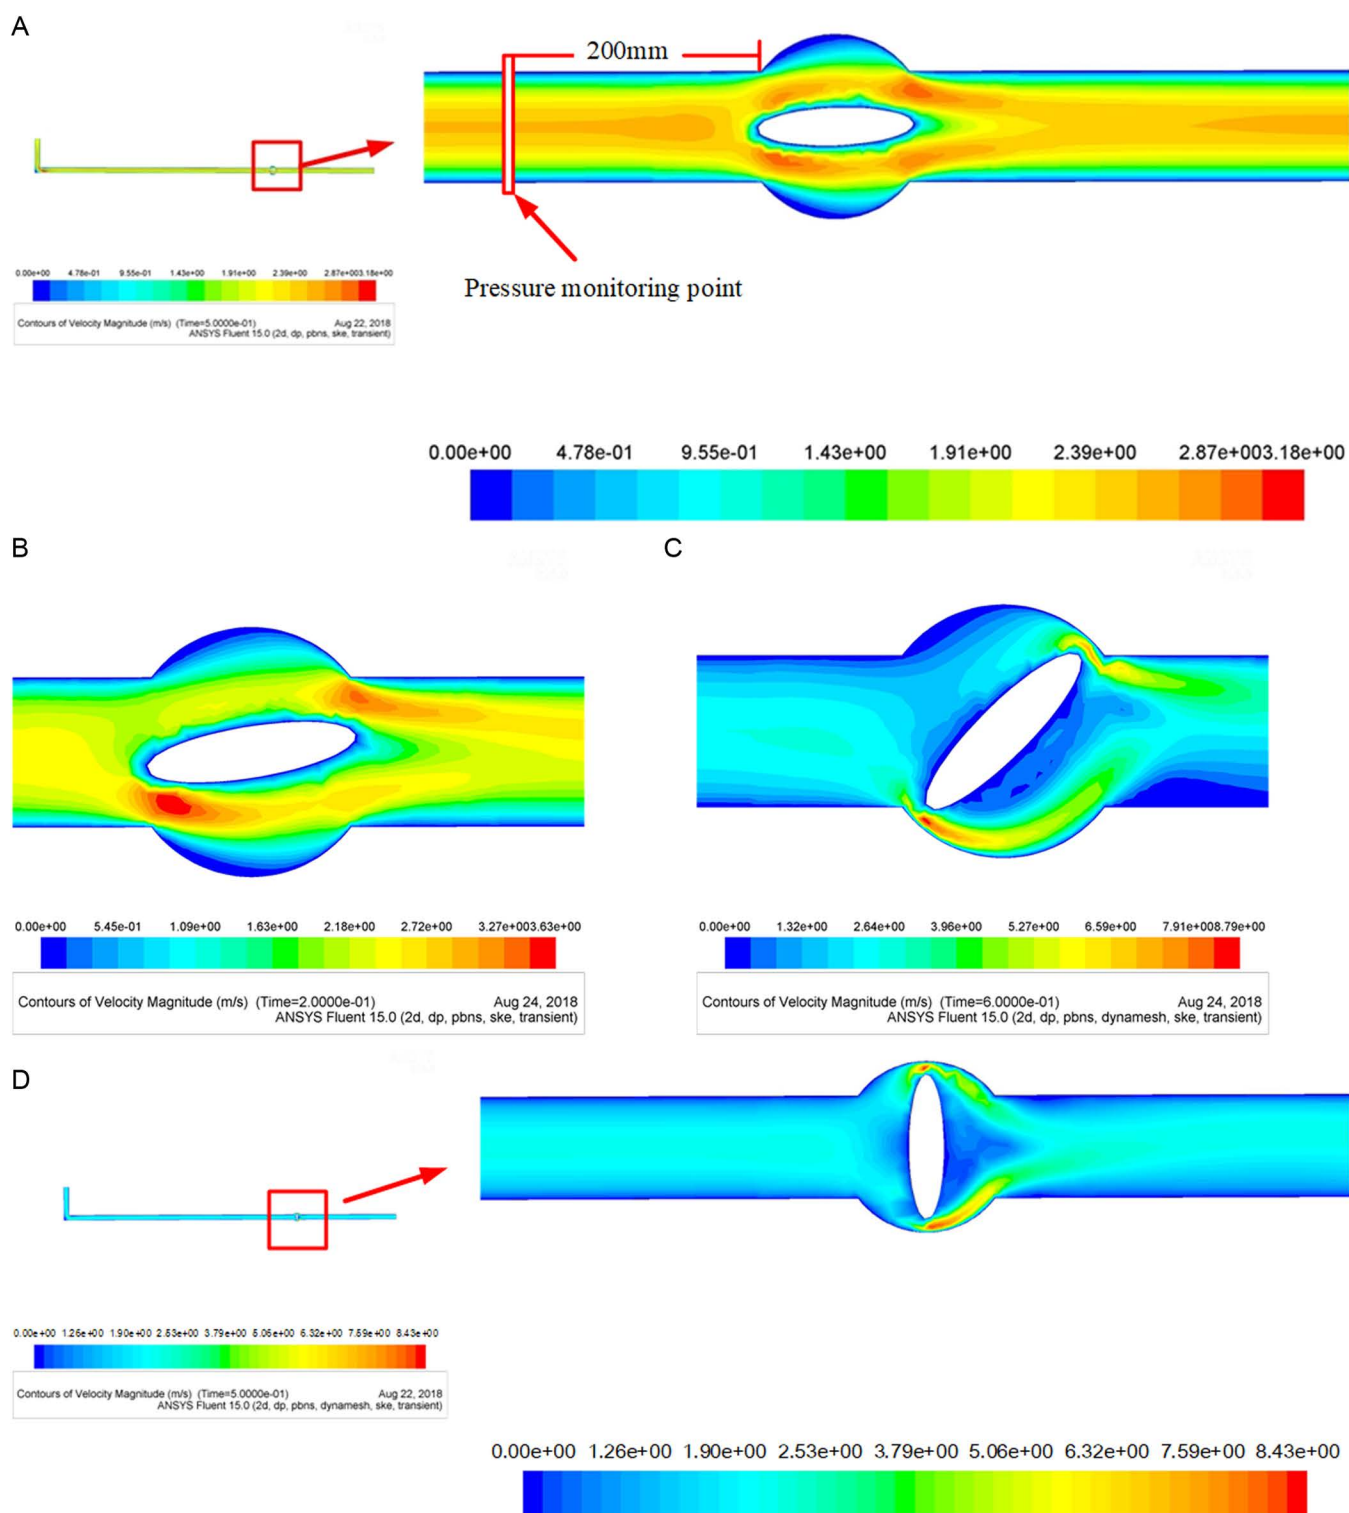 A
200mm
Pressure monitoring point
0.00e+00 4.78e-01 9.55e-01 1.43e+00 1.91e+00 2.39e+00 2.87e+003.18e+00
Contours of Velocity Magnitude (m/s) (Time=5.0000e-01) Aug 22, 2018
ANSYS Fluent 15.0 (2d, dp, pbns, ske, transient)
0.00e+00 4.78e-01 9.55e-01 1.43e+00 1.91e+00 2.39e+00 2.87e+003.18e+00
B
0.00e+00 5.45e-01 1.09e+00 1.63e+00 2.18e+00 2.72e+00 3.27e+003.63e+00
Contours of Velocity Magnitude (m/s) (Time=2.0000e-01) Aug 24, 2018
ANSYS Fluent 15.0 (2d, dp, pbns, ske, transient)
C
0.00e+00 1.32e+00 2.64e+00 3.96e+00 5.27e+00 6.59e+00 7.91e+008.79e+00
Contours of Velocity Magnitude (m/s) (Time=6.0000e-01) Aug 24, 2018
ANSYS Fluent 15.0 (2d, dp, pbns, dynamesh, ske, transient)
D
0.00e+00 1.26e+00 1.90e+00 2.53e+00 3.79e+00 5.06e+00 6.32e+00 7.59e+00 8.43e+00
Contours of Velocity Magnitude (m/s) (Time=5.0000e-01) Aug 22, 2018
ANSYS Fluent 15.0 (2d, dp, pbns, dynamesh, ske, transient)
0.00e+00 1.26e+00 1.90e+00 2.53e+00 3.79e+00 5.06e+00 6.32e+00 7.59e+00 8.43e+00